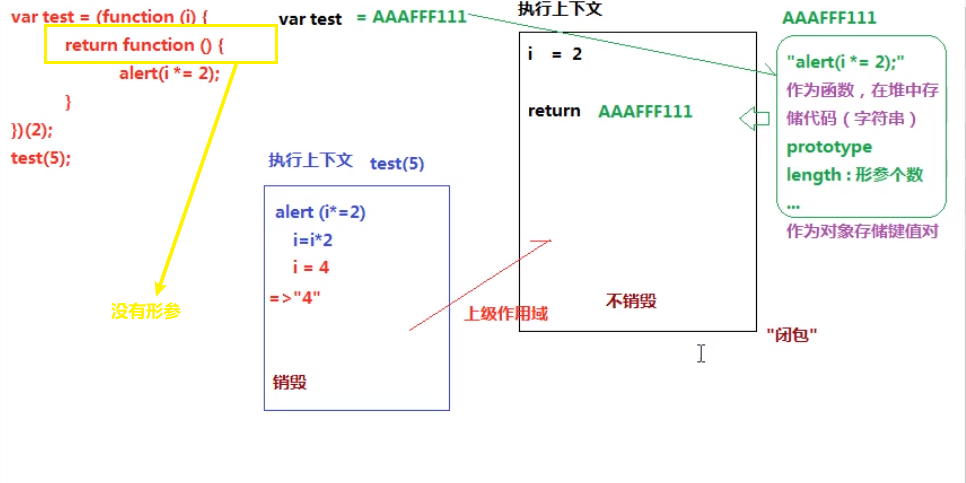 var test = (function (i) {
return function () {
alert(i *= 2);
}
})(2);
test(5);
没有形参
var test = AAAFFF111
执行上下文
i = 2
return AAAFFF111
不销毁
"闭包"
AAAFFF111
"alert(i *= 2);"
作为函数，在堆中存
储代码（字符串）
prototype
length : 形参个数
...
作为对象存储键值对
执行上下文 test(5)
alert (i*=2)
i=i*2
i = 4
=>"4"
销毁
上级作用域